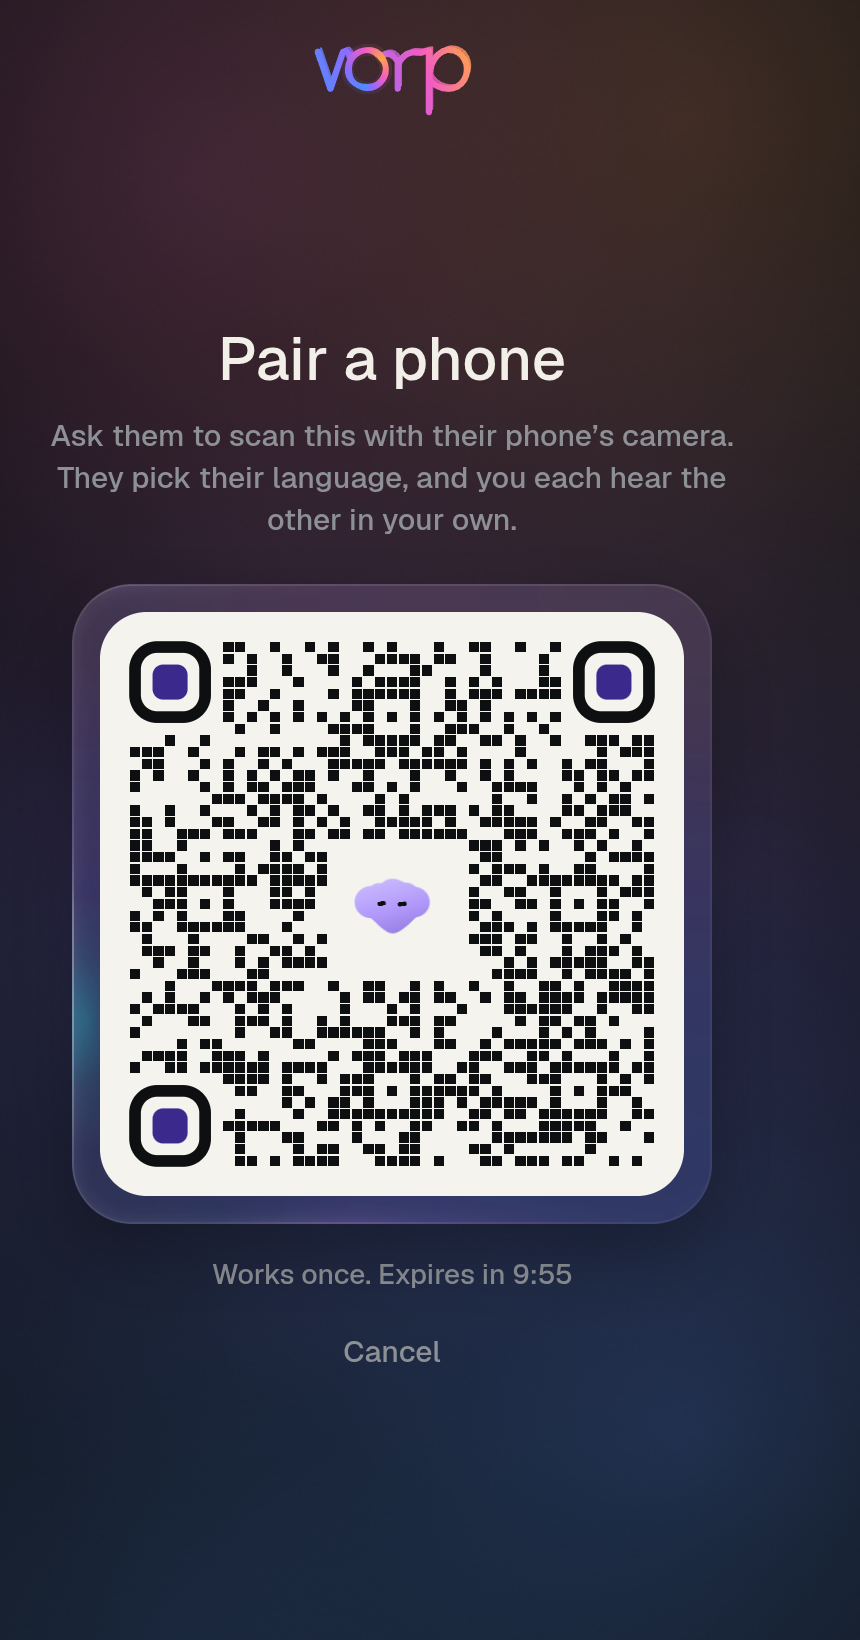 vorp
Pair a phone
Ask them to scan this with their phone’s camera.
They pick their language, and you each hear the
other in your own.
Works once. Expires in 9:55
Cancel